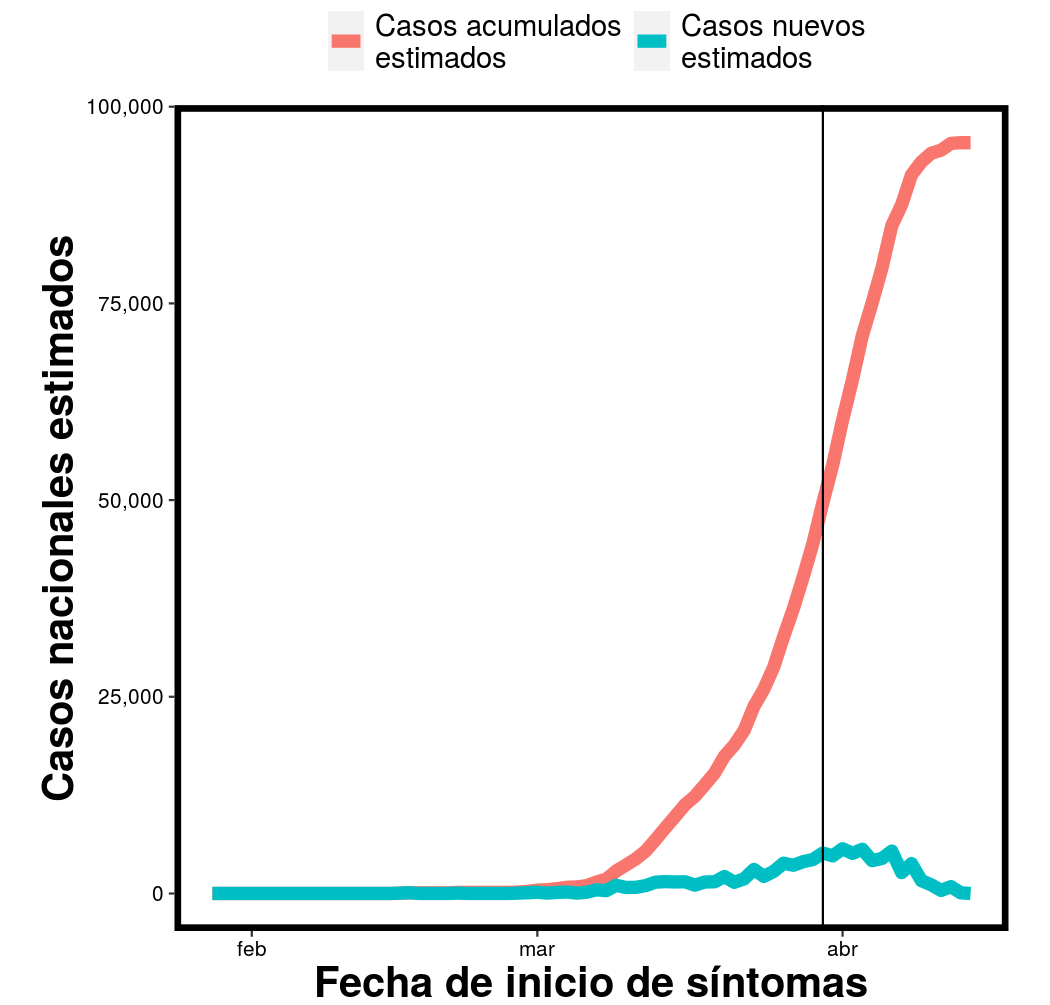 Casos acumulados
estimados
Casos nuevos
estimados
100,000
75,000
50,000
25,000
0
Casos nacionales estimados
feb
mar
abr
Fecha de inicio de síntomas